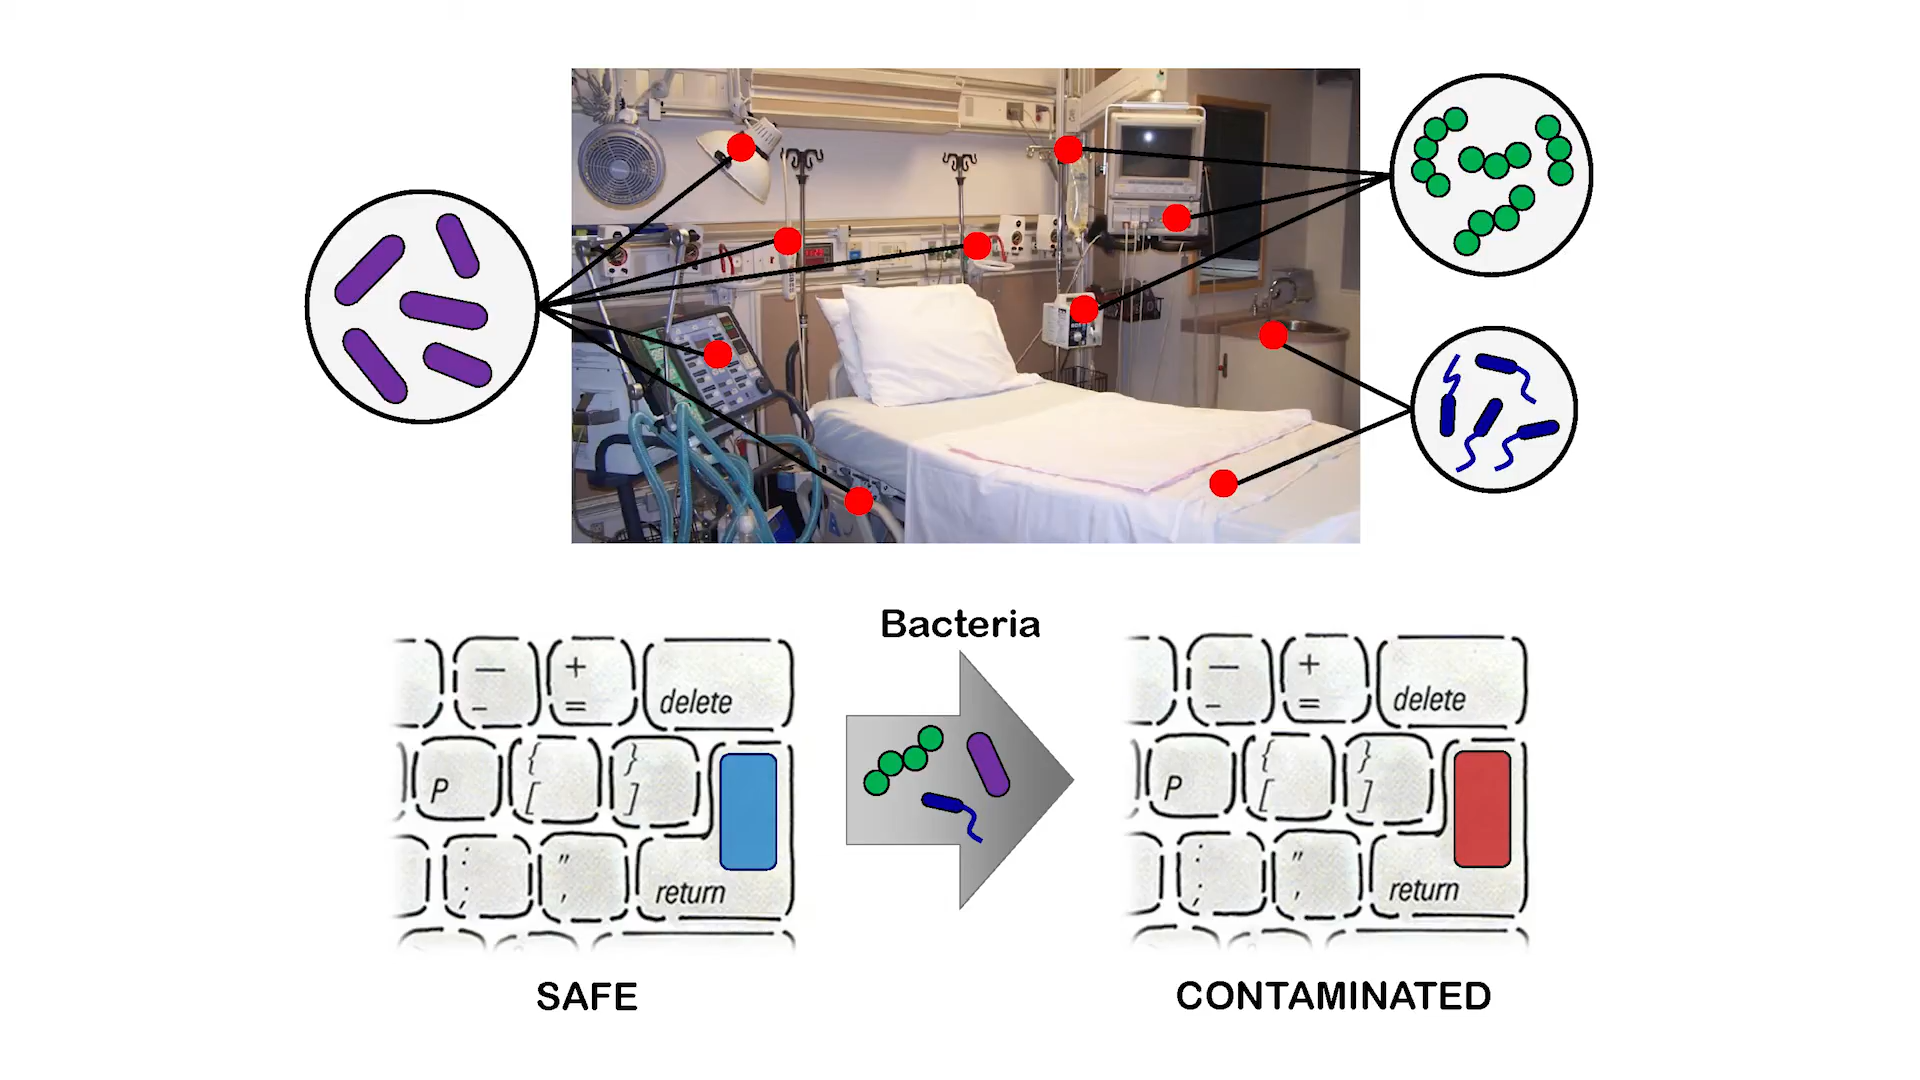 Bacteria
—
-
+
=
delete
P
{
[
}
]
:
;
"
,
return
—
-
+
=
delete
P
{
[
}
]
:
;
"
,
return
SAFE
CONTAMINATED